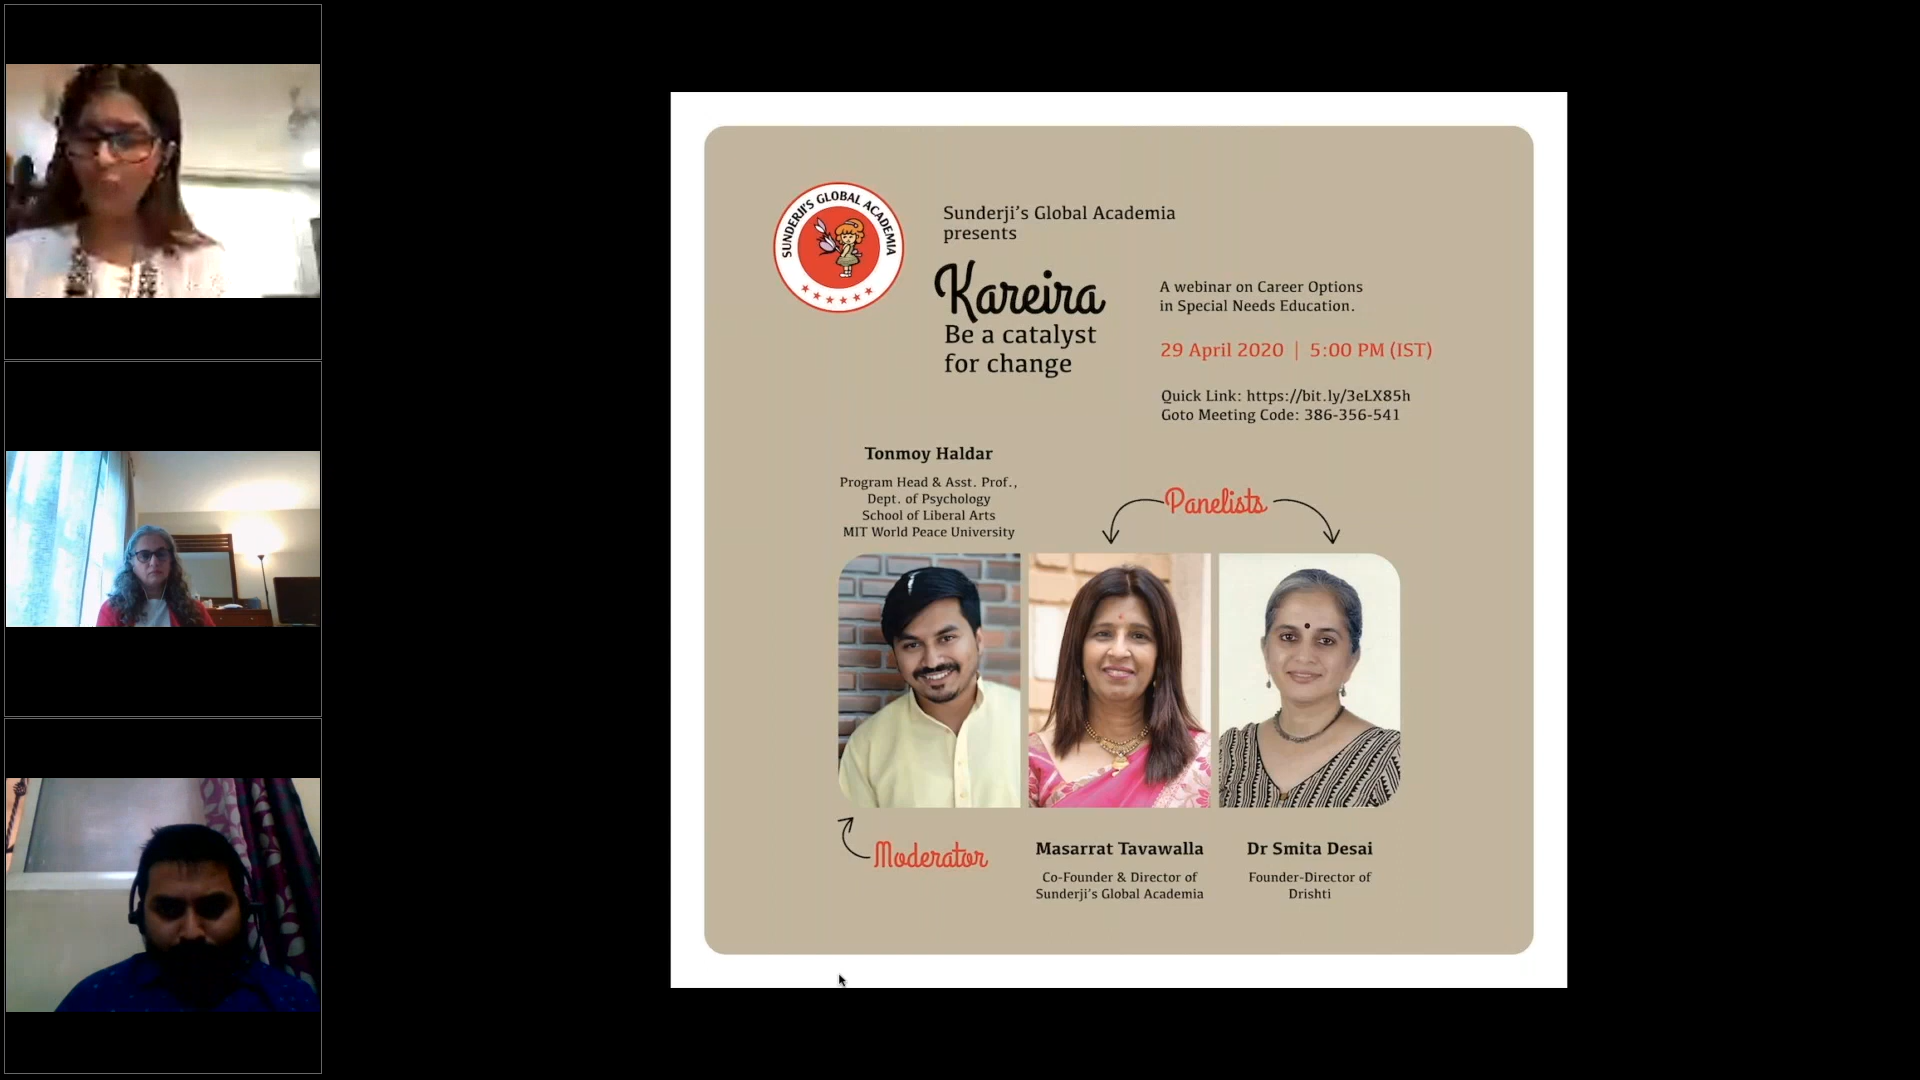 SUNDERJI'S GLOBAL ACADEMIA
Sunderji's Global Academia
presents
Kareira
Be a catalyst
for change
A webinar on Career Options
in Special Needs Education.
29 April 2020 | 5:00 PM (IST)
Quick Link: https://bit.ly/3eLX85h
Goto Meeting Code: 386-356-541
Tonmoy Haldar
Program Head & Asst. Prof.,
Dept. of Psychology
School of Liberal Arts
MIT World Peace University
Panelists
Moderator
Masarrat Tavawalla
Co-Founder & Director of
Sunderji's Global Academia
Dr Smita Desai
Founder-Director of
Drishti